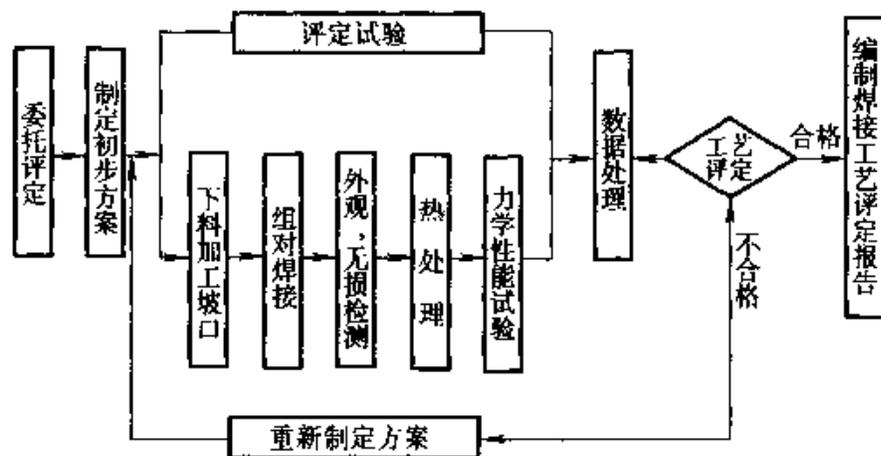 评定试验
委托评定
制定初步方案
下料加工坡口
组对焊接
外观，无损检测
热处理
力学性能试验
数据处理
工艺
评定
合格
不合格
编制焊接工艺评定报告
重新制定方案